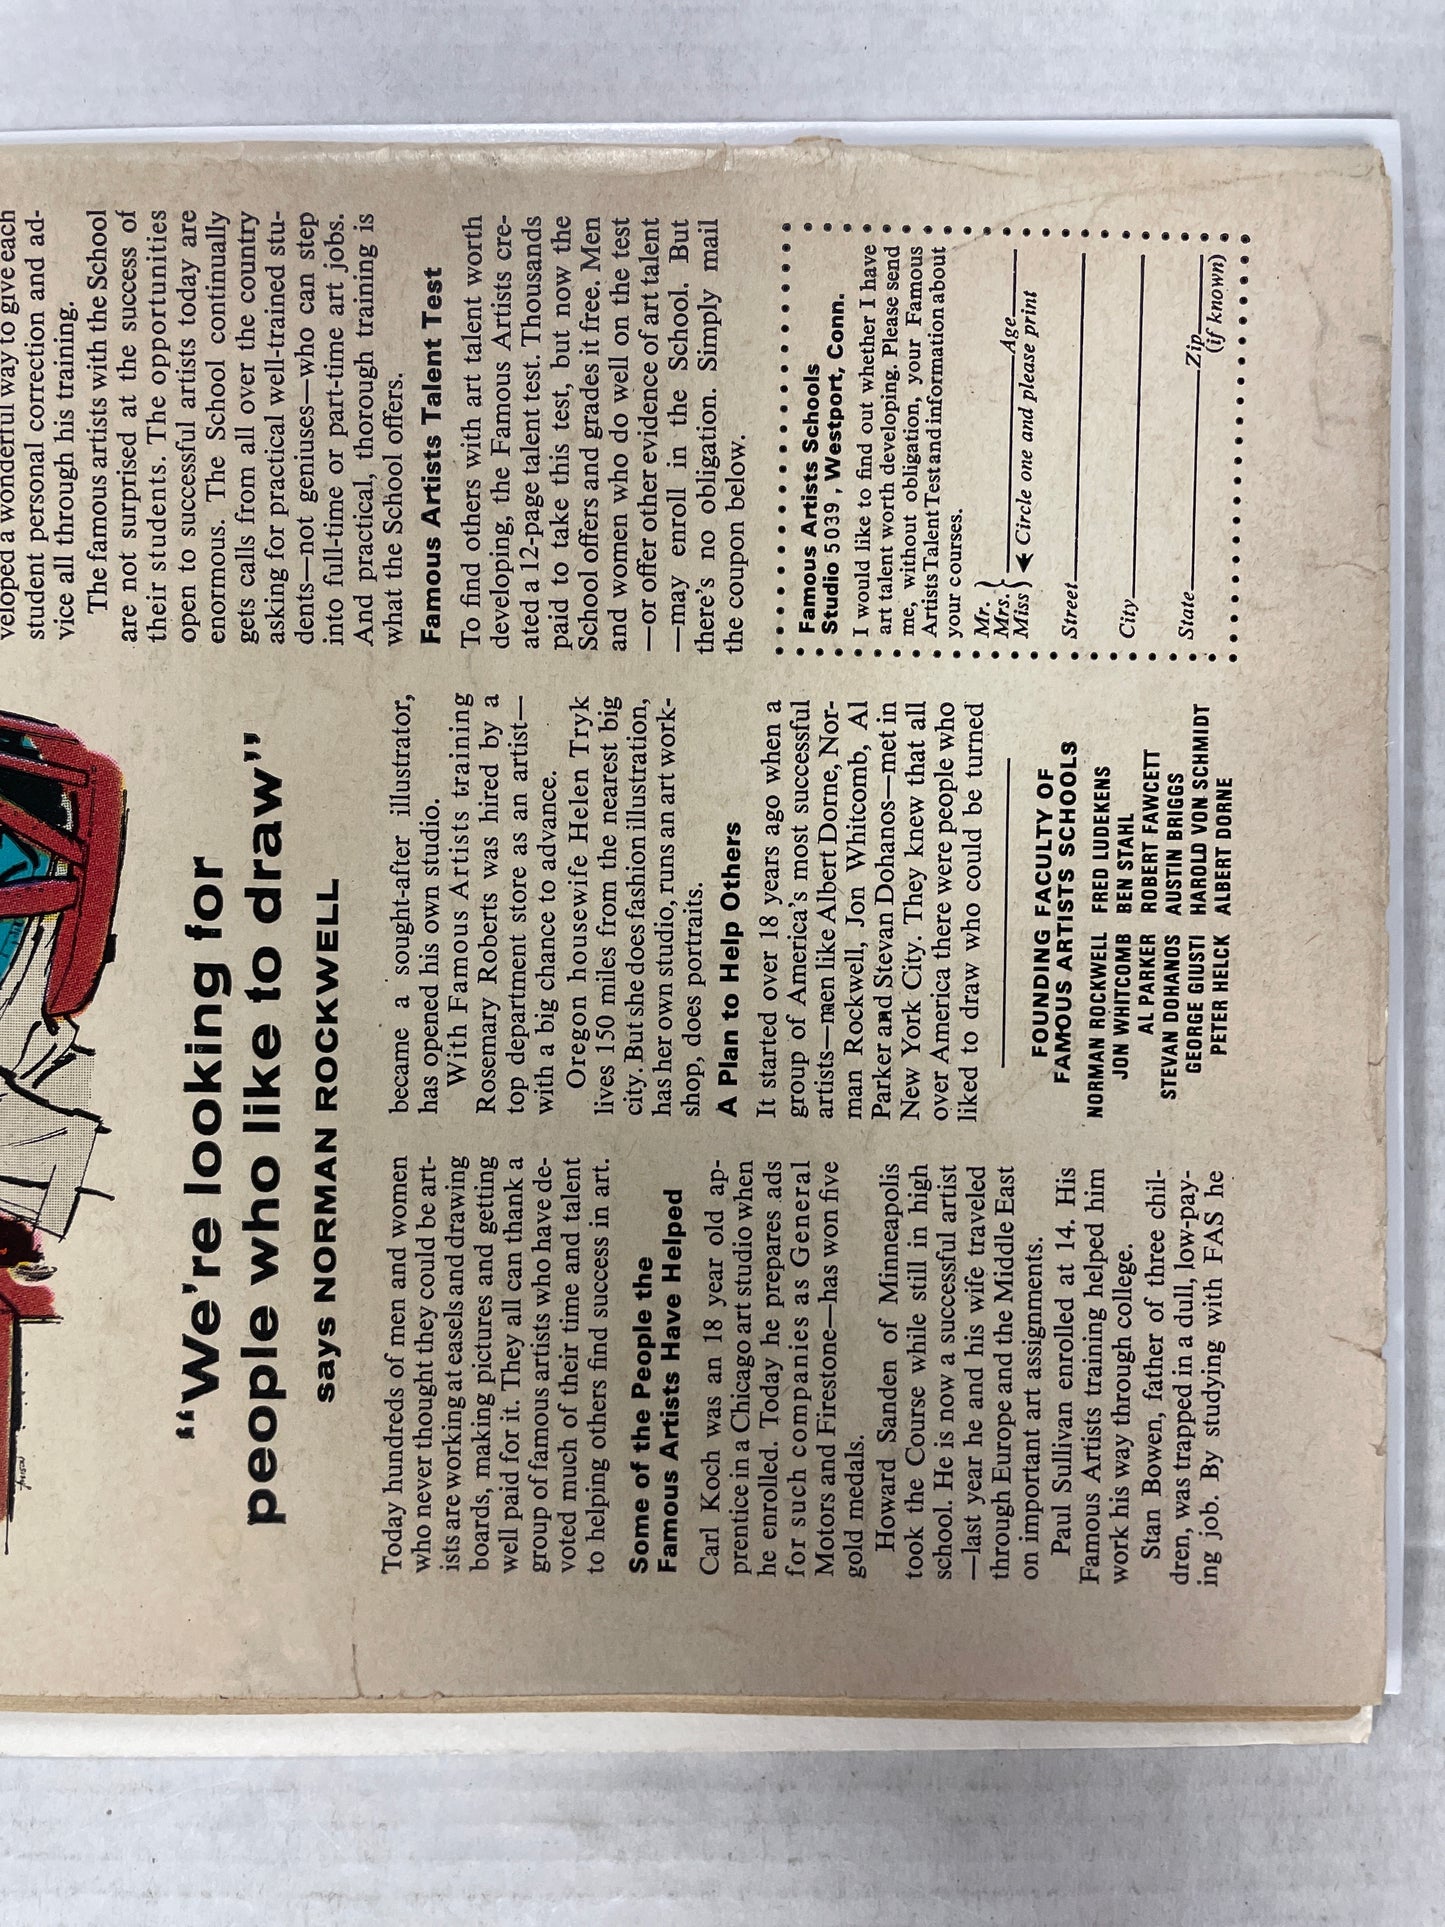 "We're looking for
people who like to draw"
says NORMAN ROCKWELL
Today hundreds of men and women
who never thought they could be art-
ists are working at easels and drawing
boards, making pictures and getting
well paid for it. They all can thank a
group of famous artists who have de-
voted much of their time and talent
to helping others find success in art.
Some of the People the
Famous Artists Have Helped
Carl Koch was an 18 year old ap-
prentice in a Chicago art studio when
he enrolled. Today he prepares ads
for such companies as General
Motors and Firestone—has won five
gold medals.
Howard Sanden of Minneapolis
took the Course while still in high
school. He is now a successful artist
—last year he and his wife traveled
through Europe and the Middle East
on important art assignments.
Paul Sullivan enrolled at 14. His
Famous Artists training helped him
work his way through college.
Stan Bowen, father of three chil-
dren, was trapped in a dull, low-pay-
ing job. By studying with FAS he
became a sought-after illustrator,
has opened his own studio.
With Famous Artists training
Rosemary Roberts was hired by a
top department store as an artist—
with a big chance to advance.
Oregon housewife Helen Tryk
lives 150 miles from the nearest big
city. But she does fashion illustration,
has her own studio, runs an art work-
shop, does portraits.
A Plan to Help Others
It started over 18 years ago when a
group of America's most successful
artists—men like Albert Dorne, Nor-
man Rockwell, Jon Whitcomb, Al
Parker and Stevan Dohanos—met in
New York City. They knew that all
over America there were people who
liked to draw who could be turned
FOUNDING FACULTY OF
FAMOUS ARTISTS SCHOOLS
NORMAN ROCKWELL FRED LUDEKENS
JON WHITCOMB BEN STAHL
AL PARKER ROBERT FAWCETT
STEVAN DOHANOS AUSTIN BRIGGS
GEORGE GIUSTI HAROLD VON SCHMIDT
PETER HELCK ALBERT DORNE
veloped a wonderful way to give each
student personal correction and ad-
vice all through his training.
The famous artists with the School
are not surprised at the success of
their students. The opportunities
open to successful artists today are
enormous. The School continually
gets calls from all over the country
asking for practical well-trained stu-
dents—not geniuses—who can step
into full-time or part-time art jobs.
And practical, thorough training is
what the School offers.
Famous Artists Talent Test
To find others with art talent worth
developing, the Famous Artists cre-
ated a 12-page talent test. Thousands
paid to take this test, but now the
School offers and grades it free. Men
and women who do well on the test
—or offer other evidence of art talent
—may enroll in the School. But
there's no obligation. Simply mail
the coupon below.
Famous Artists Schools
Studio 5039, Westport, Conn.
I would like to find out whether I have
art talent worth developing. Please send
me, without obligation, your Famous
Artists Talent Test and information about
your courses.
Mr.
Mrs. Age
Miss Circle one and please print
Street
City
State Zip
(if known)